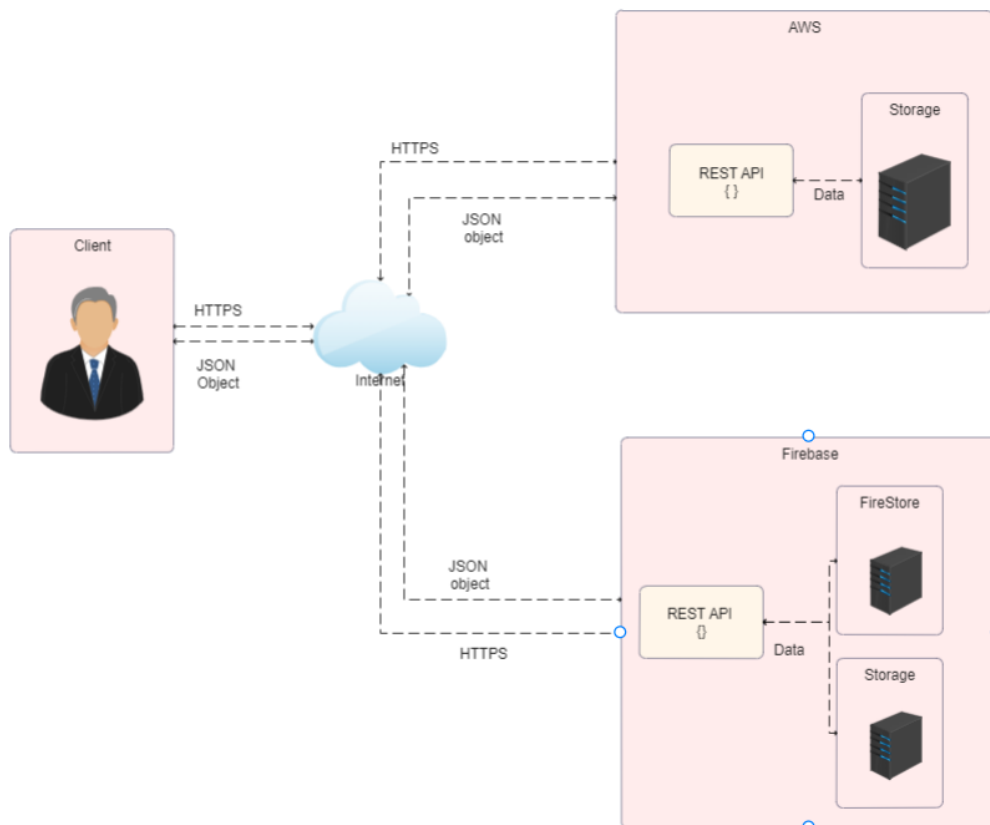 AWS
Storage
HTTPS
REST API
{ }
Data
JSON
object
Client
HTTPS
JSON
Object
Internet
Firebase
FireStore
JSON
object
REST API
{}
HTTPS
Data
Storage